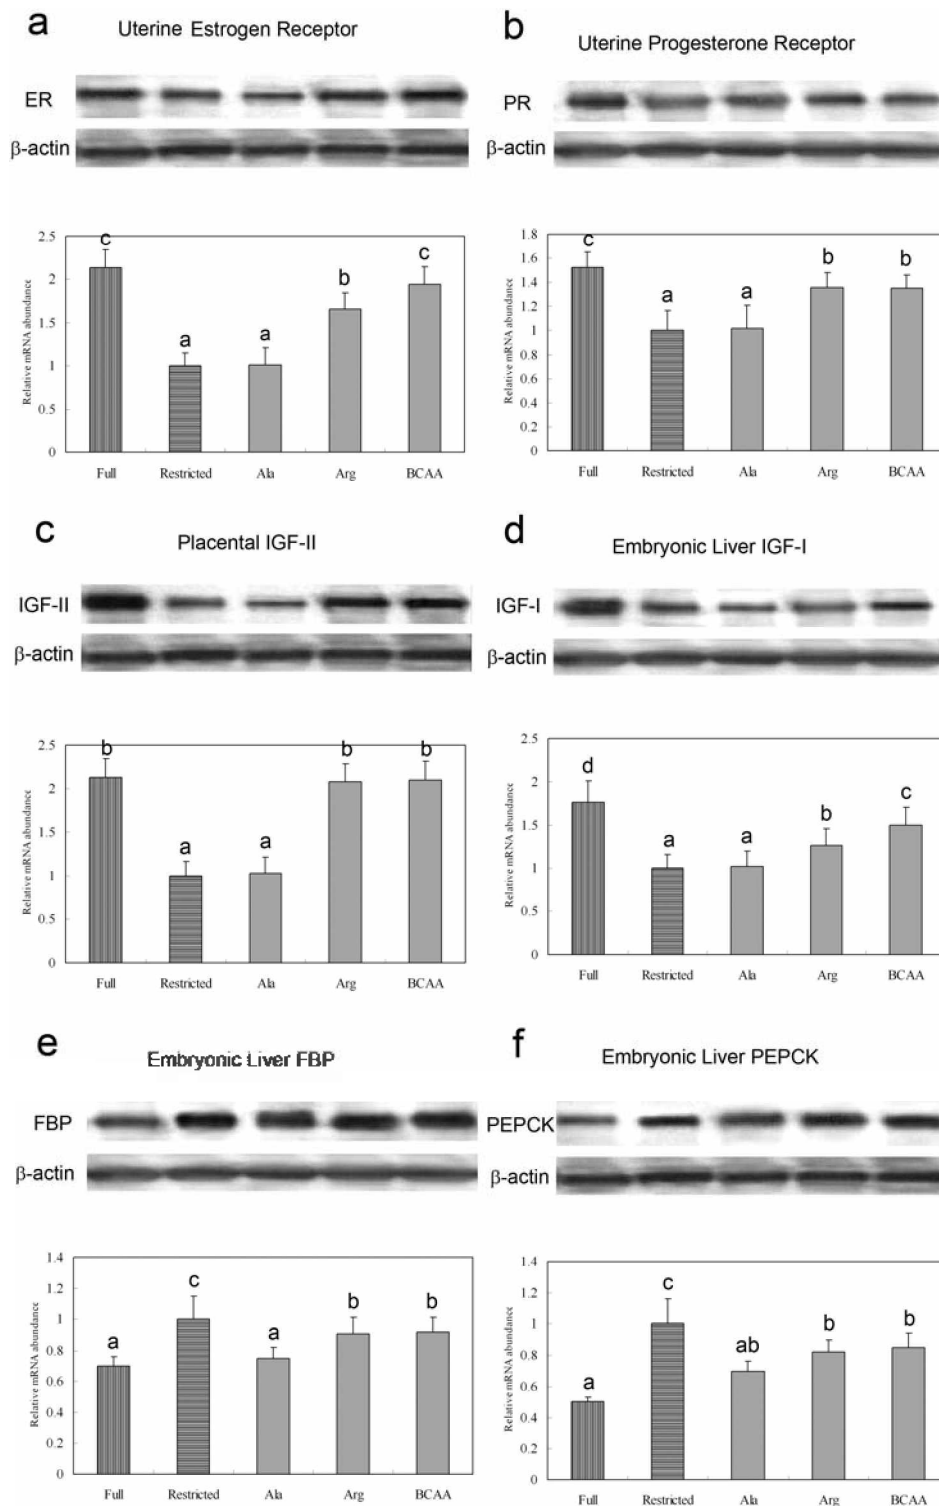 a
Uterine Estrogen Receptor
ER
β-actin
Relative mRNA abundance
2.5
2
1.5
1
0.5
0
c
a
a
b
c
Full
Restricted
Ala
Arg
BCAA
b
Uterine Progesterone Receptor
PR
β-actin
Relative mRNA abundance
1.8
1.6
1.4
1.2
1
0.8
0.6
0.4
0.2
0
c
a
a
b
b
Full
Restricted
Ala
Arg
BCAA
c
Placental IGF-II
IGF-II
β-actin
Relative mRNA abundance
2.5
2
1.5
1
0.5
0
b
a
a
b
b
Full
Restricted
Ala
Arg
BCAA
d
Embryonic Liver IGF-I
IGF-I
β-actin
Relative mRNA abundance
2.5
2
1.5
1
0.5
0
d
a
a
b
c
Full
Restricted
Ala
Arg
BCAA
e
Embryonic Liver FBP
FBP
β-actin
Relative mRNA abundance
1.4
1.2
1
0.8
0.6
0.4
0.2
0
a
c
a
b
b
Full
Restricted
Ala
Arg
BCAA
f
Embryonic Liver PEPCK
PEPCK
β-actin
Relative mRNA abundance
1.4
1.2
1
0.8
0.6
0.4
0.2
0
a
c
ab
b
b
Full
Restricted
Ala
Arg
BCAA